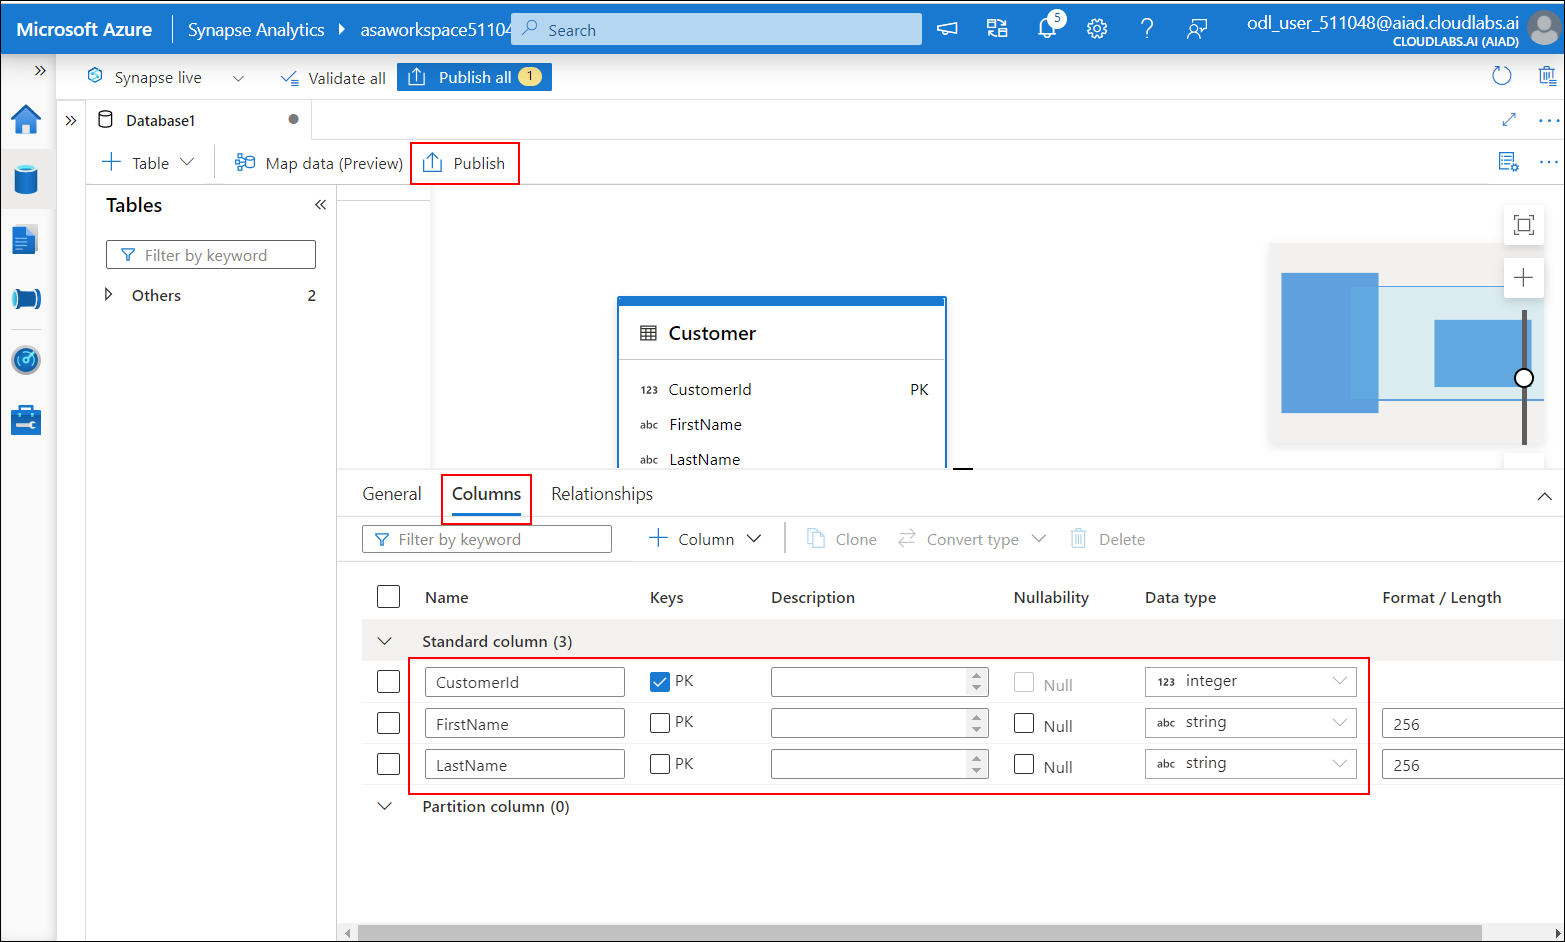 Microsoft Azure
Synapse Analytics
asaworkspace51104
Search
5
odl_user_511048@aiad.cloudlabs.ai
CLOUDLABS.AI (AIAD)
Synapse live
Validate all
Publish all
1
Database1
Table
Map data (Preview)
Publish
Tables
Filter by keyword
Others 2
Customer
123 CustomerId PK
abc FirstName
abc LastName
General Columns Relationships
Filter by keyword
Column
Clone
Convert type
Delete
Name Keys Description Nullability Data type Format / Length
Standard column (3)
CustomerId PK Null 123 integer
FirstName PK Null abc string 256
LastName PK Null abc string 256
Partition column (0)